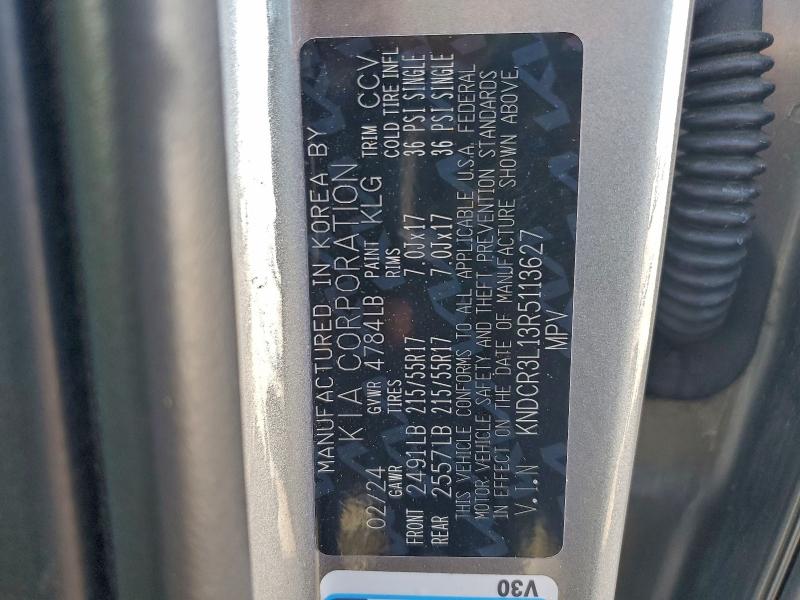 MANUFACTURED IN KOREA BY
KIA CORPORATION
02/24 GVWR 4784LB PAINT KLG TRIM CCV
GAWR TIRES RIMS COLD TIRE INFL
FRONT 2491LB 215/55R17 7.0Jx17 36 PSI SINGLE
REAR 2557LB 215/55R17 7.0Jx17 36 PSI SINGLE
THIS VEHICLE CONFORMS TO ALL APPLICABLE U.S.A. FEDERAL
MOTOR VEHICLE SAFETY AND THEFT PREVENTION STANDARDS
IN EFFECT ON THE DATE OF MANUFACTURE SHOWN ABOVE.
V.I.N KNDCR3L13R5113627
MPV
V30